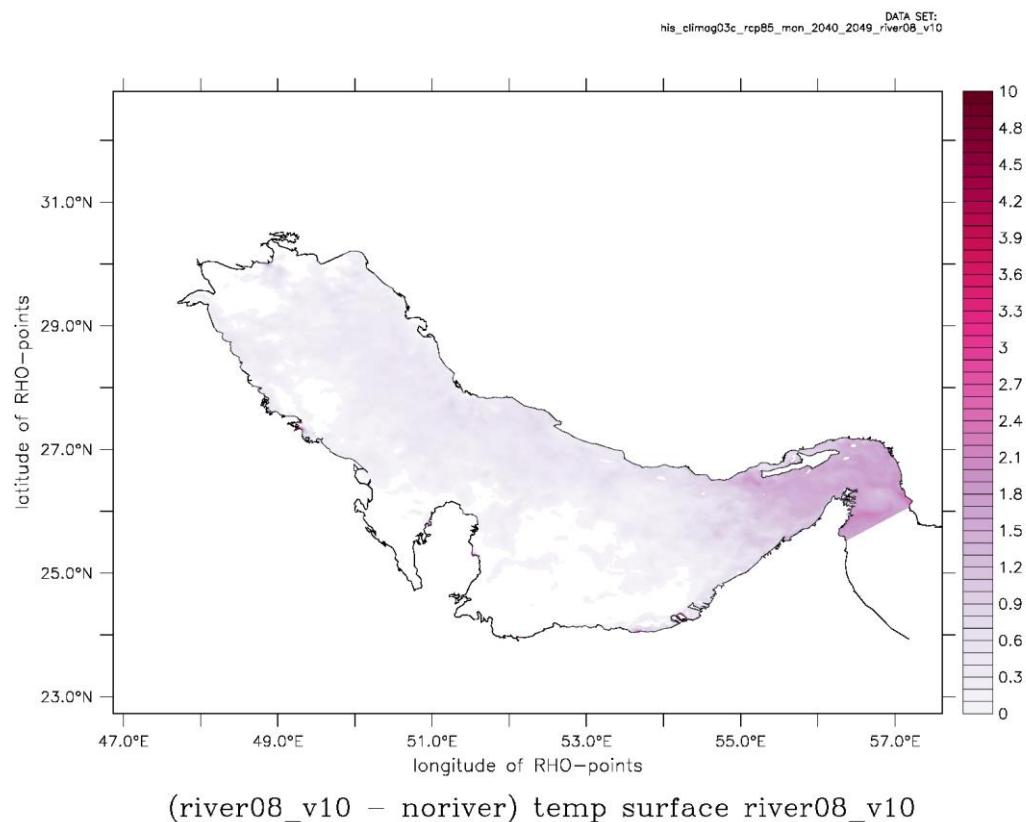 DATA SET:
his_climag03c_rcp85_mon_2040_2049_river08_v10
10
4.8
4.5
4.2
3.9
3.6
3.3
3
2.7
2.4
2.1
1.8
1.5
1.2
0.9
0.6
0.3
0
31.0°N
29.0°N
27.0°N
25.0°N
23.0°N
latitude of RHO-points
47.0°E 49.0°E 51.0°E 53.0°E 55.0°E 57.0°E
longitude of RHO-points
(river08_v10 - noriver) temp surface river08_v10